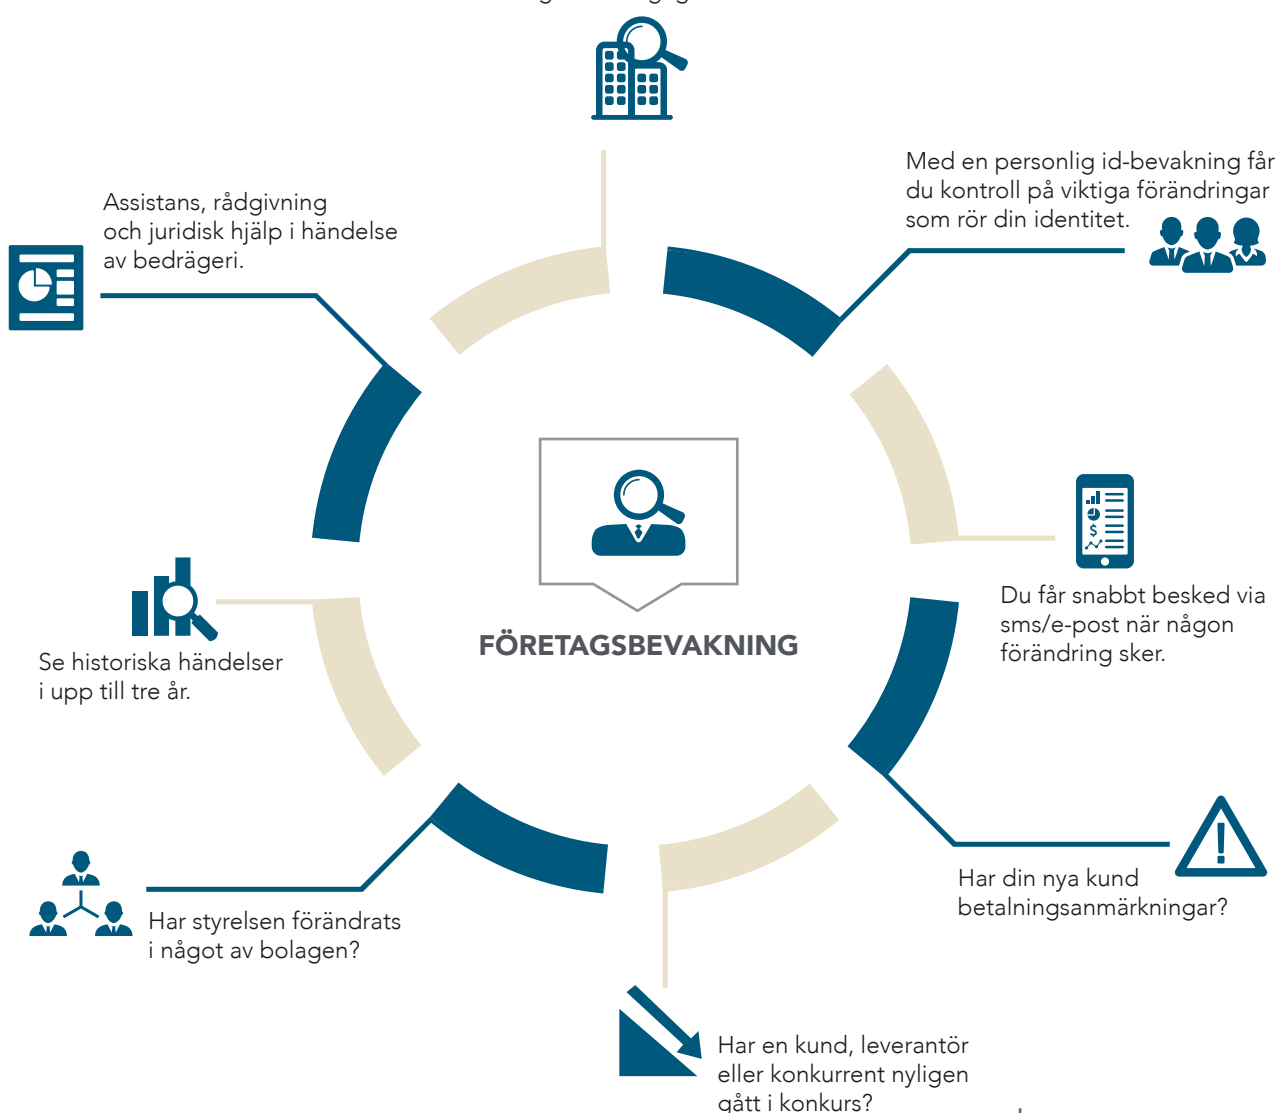 Med en personlig id-bevakning får
du kontroll på viktiga förändringar
som rör din identitet.
Assistans, rådgivning
och juridisk hjälp i händelse
av bedrägeri.
$
Du får snabbt besked via
sms/e-post när någon
förändring sker.
FÖRETAGSBEVAKNING
Se historiska händelser
i upp till tre år.
Har din nya kund
betalningsanmärkningar?
Har styrelsen förändrats
i något av bolagen?
Har en kund, leverantör
eller konkurrent nyligen
gått i konkurs?